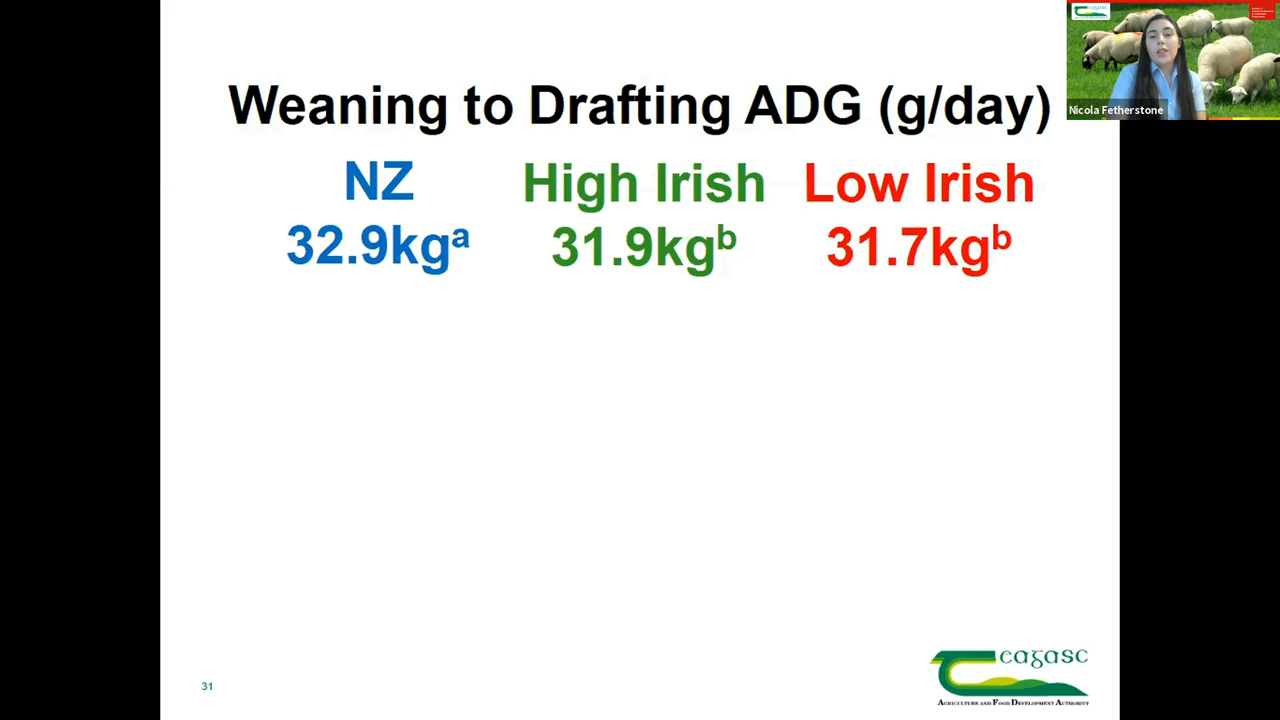 Weaning to Drafting ADG (g/day)
NZ High Irish Low Irish
32.9kgᵃ 31.9kgᵇ 31.7kgᵇ
31
Teagasc
AGRICULTURE AND FOOD DEVELOPMENT AUTHORITY
eagasc
Nicola Fetherstone